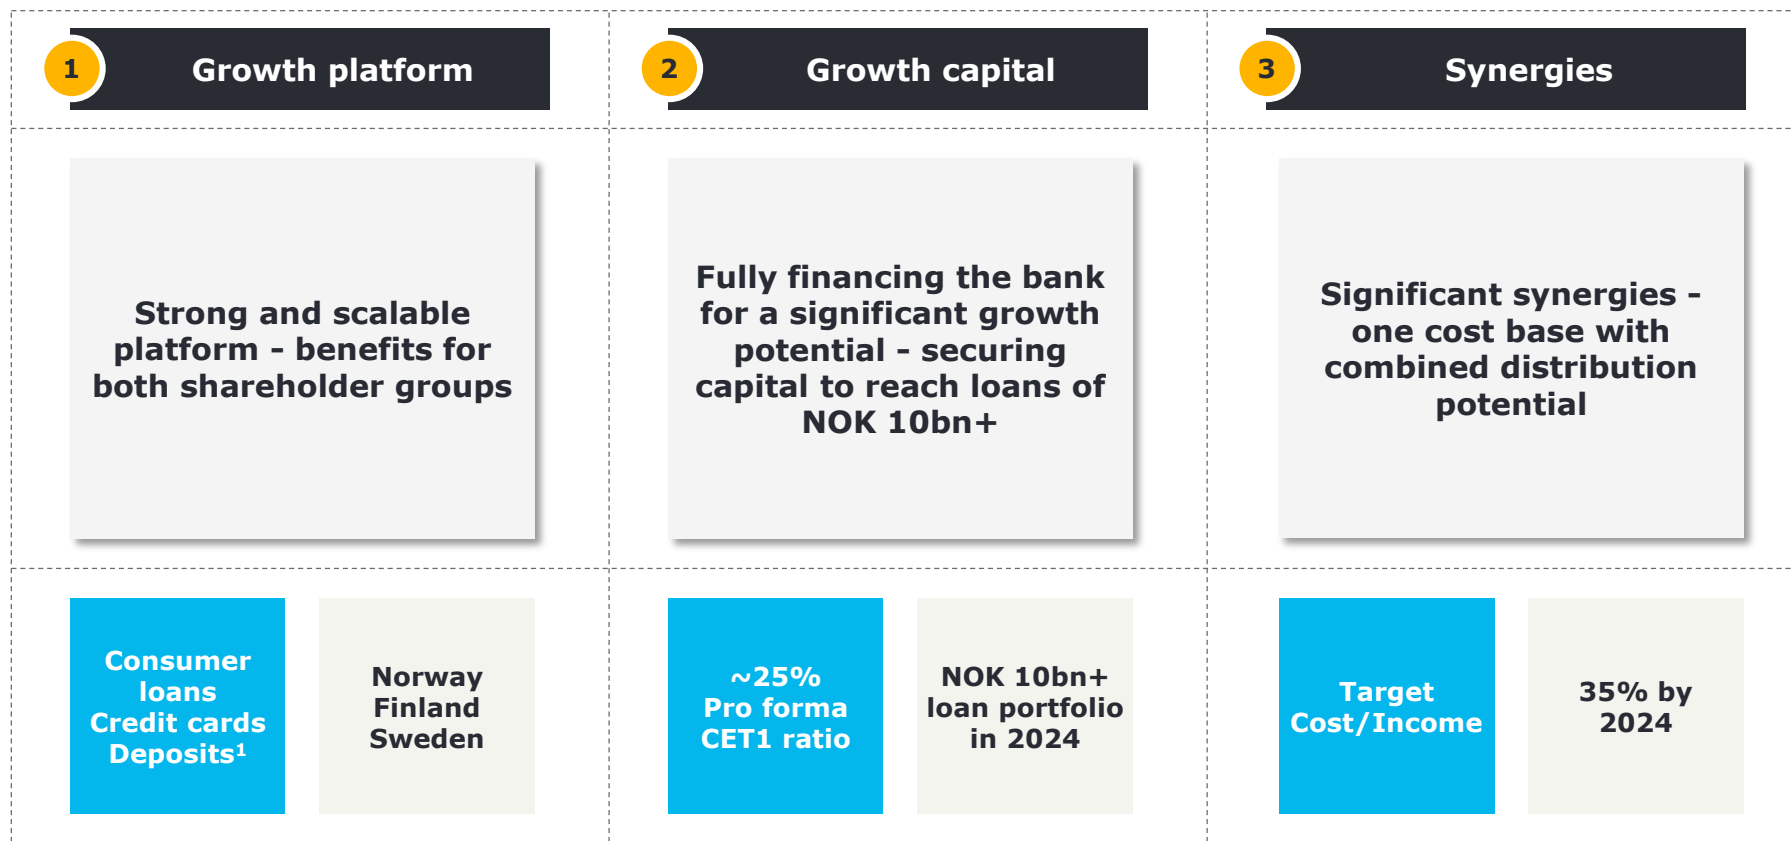 1
Growth platform
2
Growth capital
3
Synergies
Strong and scalable
platform - benefits for
both shareholder groups
Fully financing the bank
for a significant growth
potential - securing
capital to reach loans of
NOK 10bn+
Significant synergies -
one cost base with
combined distribution
potential
Consumer
loans
Credit cards
Deposits¹
Norway
Finland
Sweden
~25%
Pro forma
CET1 ratio
NOK 10bn+
loan portfolio
in 2024
Target
Cost/Income
35% by
2024